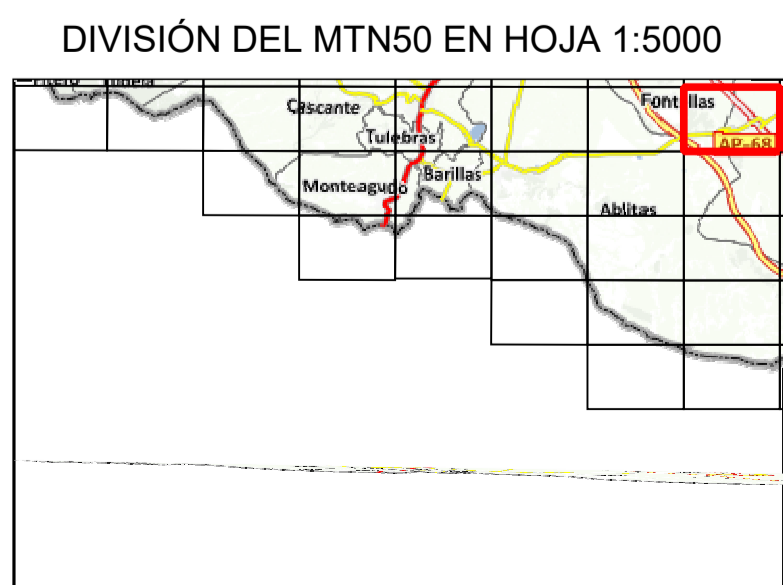 DIVISIÓN DEL MTN50 EN HOJA 1:5000
Cascante
Fontellas
Tulebras
AP-68
Barillas
Monteagudo
Ablitas